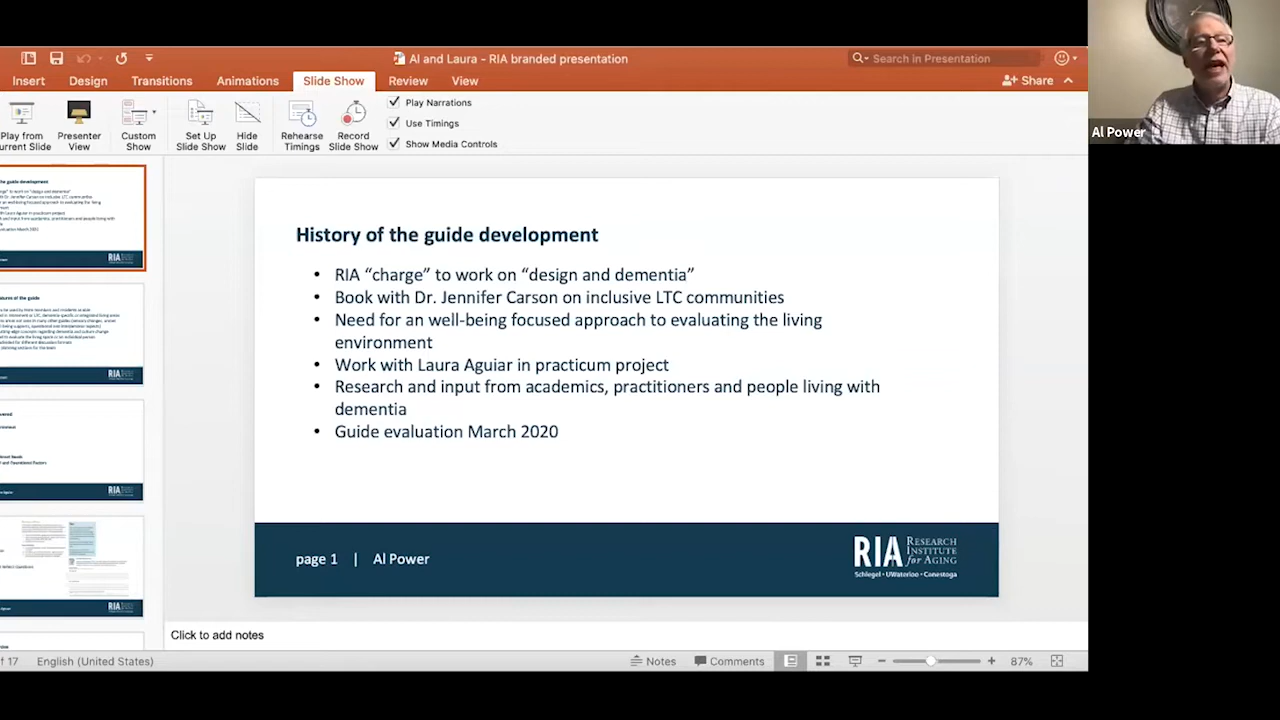 Al and Laura - RIA branded presentation
Search in Presentation
Insert
Design
Transitions
Animations
Slide Show
Review
View
Share
Play from
Current Slide
Presenter
View
Custom
Show
Set Up
Slide Show
Hide
Slide
Rehearse
Timings
Record
Slide Show
Play Narrations
Use Timings
Show Media Controls
Al Power
History of the guide development
• RIA “charge” to work on “design and dementia”
• Book with Dr. Jennifer Carson on inclusive LTC communities
• Need for an well-being focused approach to evaluating the living
environment
• Work with Laura Aguiar in practicum project
• Research and input from academics, practitioners and people living with
dementia
• Guide evaluation March 2020
page 1 | Al Power
RIA RESEARCH
INSTITUTE
for AGING
Schlegel • UWaterloo • Conestoga
Click to add notes
of 17
English (United States)
Notes
Comments
87%